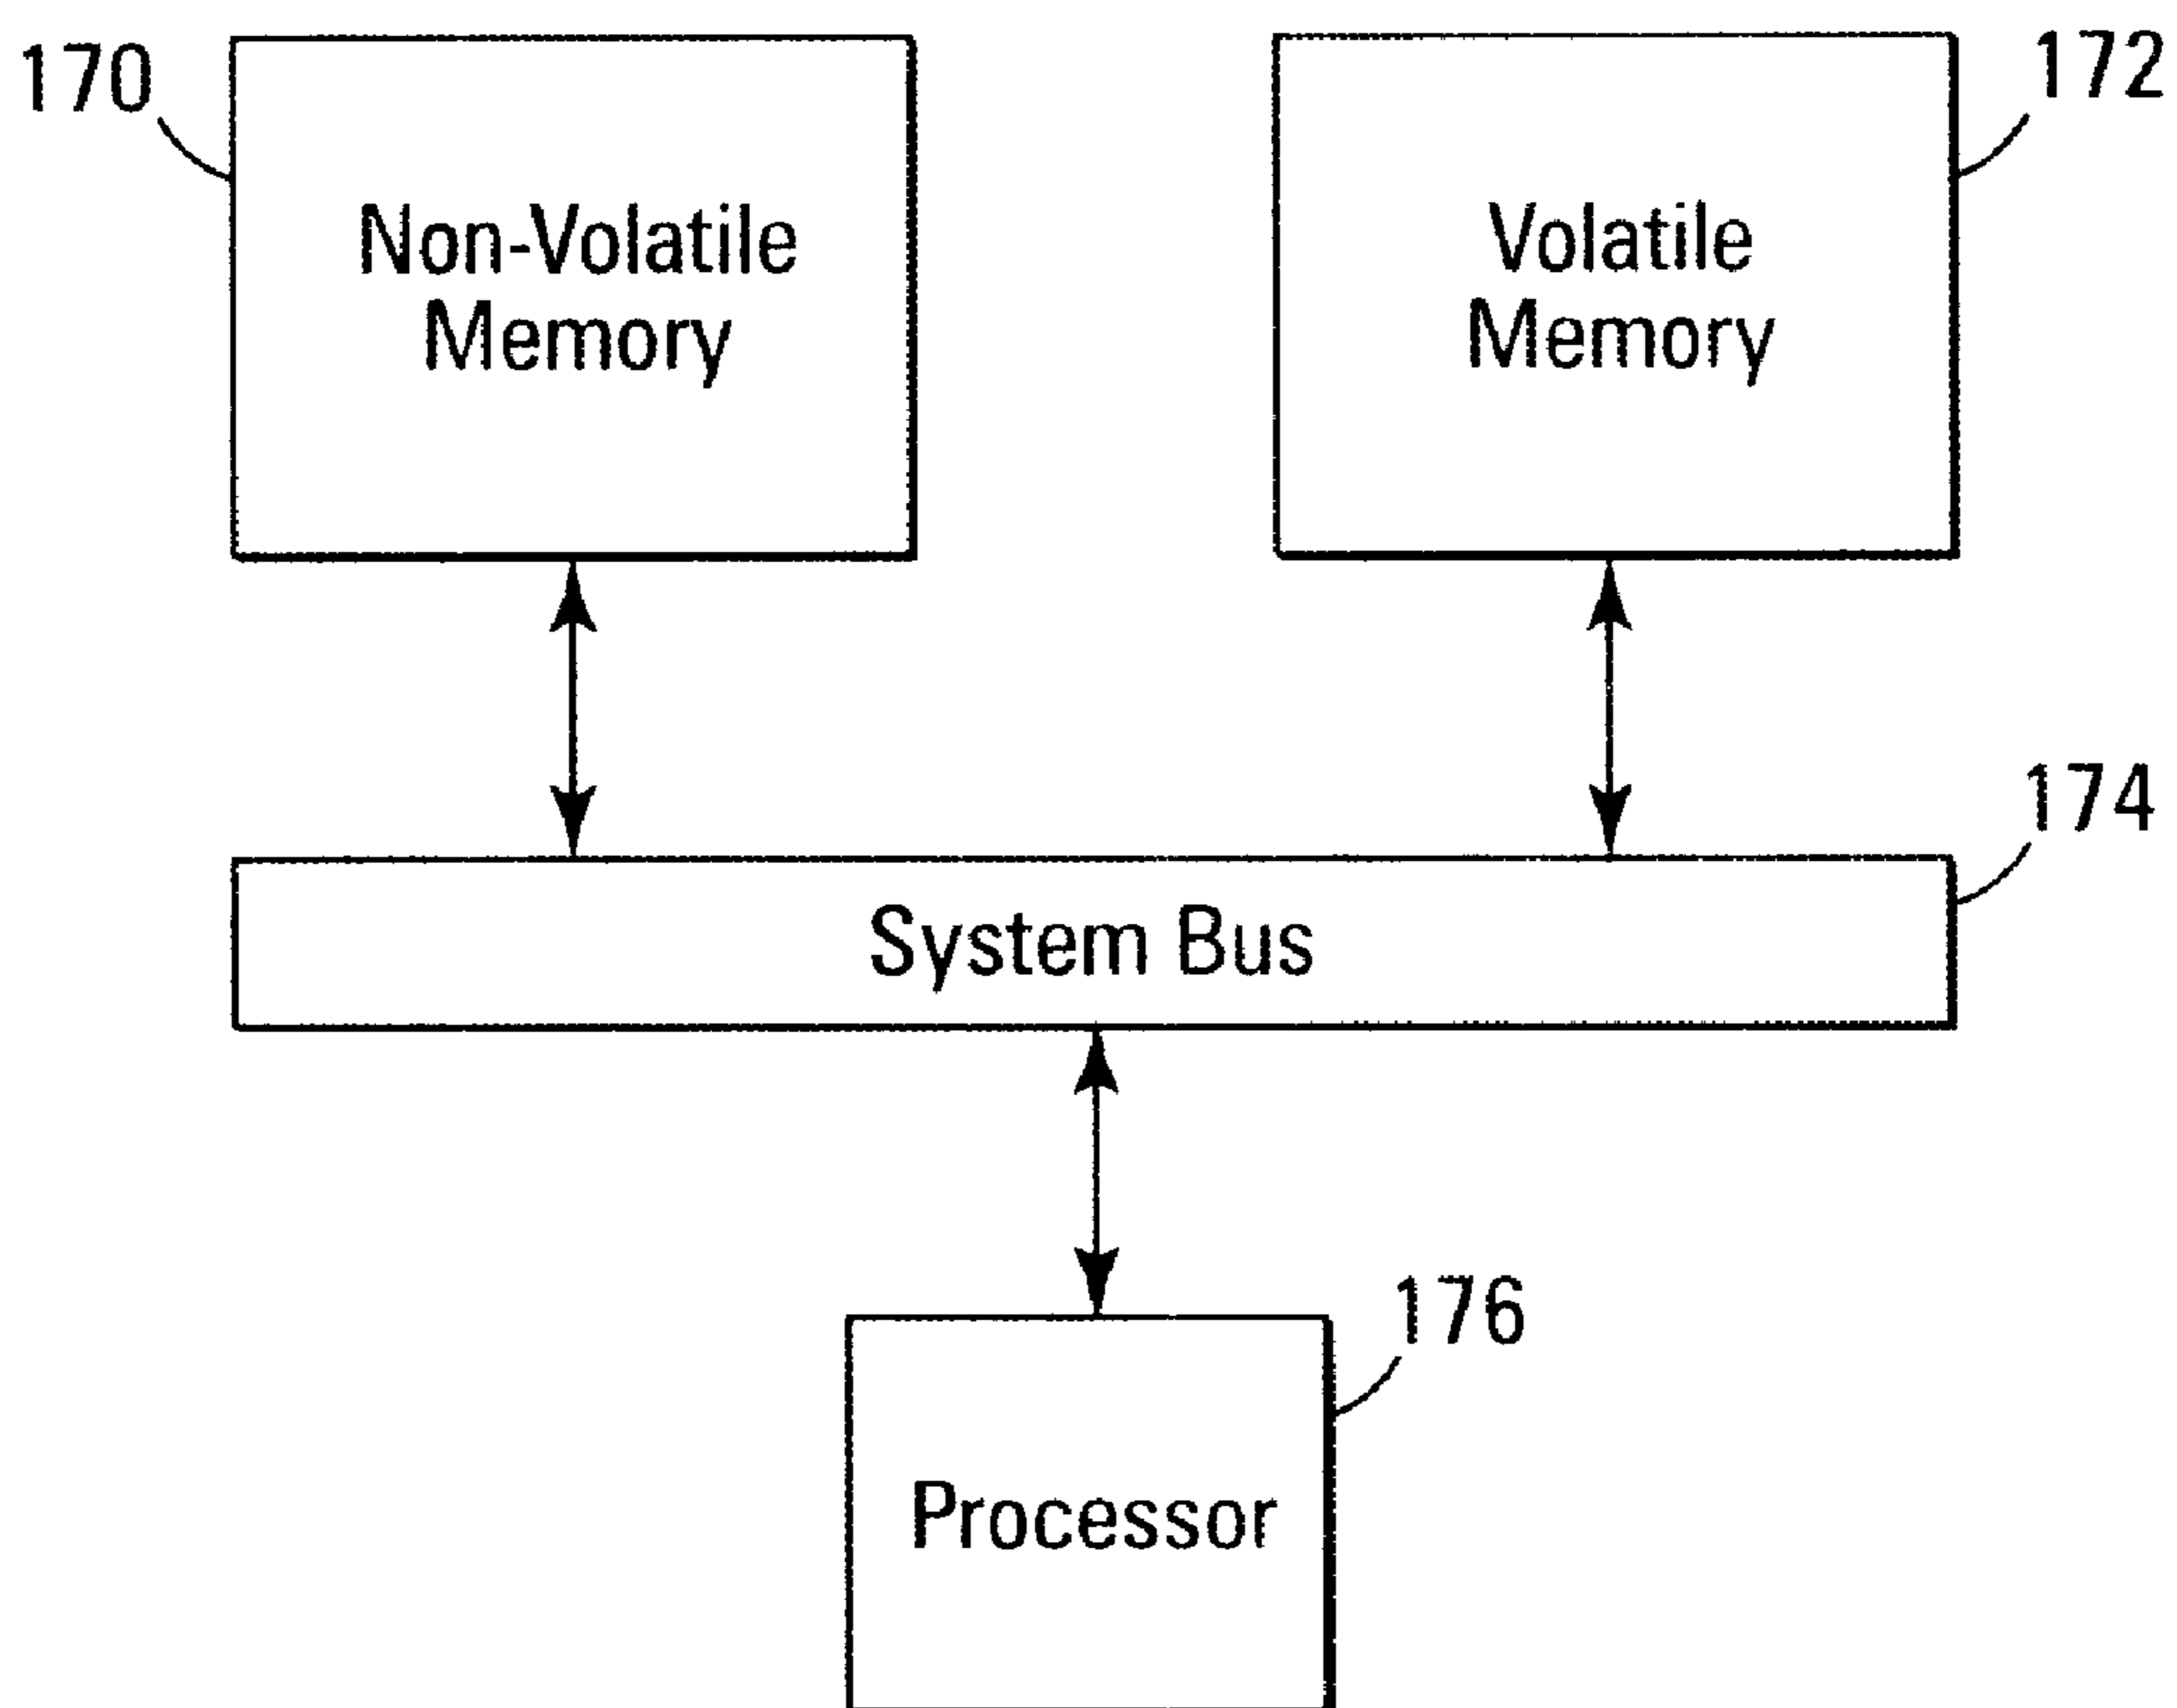 170
172
Non-Volatile
Memory
Volatile
Memory
174
System Bus
176
Processor